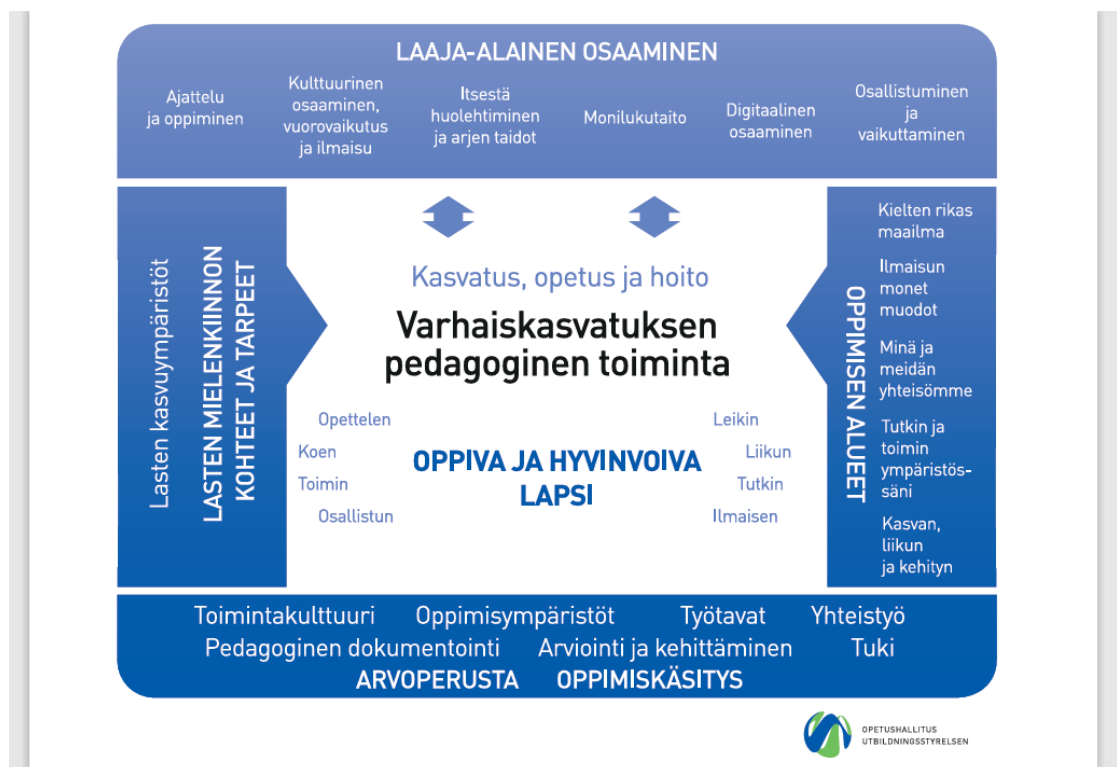 LAAJA-ALAINEN OSAAMINEN
Ajattelu
ja oppiminen
Kulttuurinen
osaaminen,
vuorovaikutus
ja ilmaisu
Itsestä
huolehtiminen
ja arjen taidot
Monilukutaito
Digitaalinen
osaaminen
Osallistuminen
ja
vaikuttaminen
Lasten kasvuympäristöt
LASTEN MIELENKIINNON
KOHTEET JA TARPEET
Kasvatus, opetus ja hoito
Varhaiskasvatuksen
pedagoginen toiminta
Opettelen
Koen
Toimin
Osallistun
OPPIVA JA HYVINVOIVA
LAPSI
Leikin
Liikun
Tutkin
Ilmaisen
OPPIMISEN ALUEET
Kielten rikas
maailma
Ilmaisun
monet
muodot
Minä ja
meidän
yhteisömme
Tutkin ja
toimin
ympäristös-
säni
Kasvan,
liikun
ja kehityn
Toimintakulttuuri Oppimisympäristöt Työtavat Yhteistyö
Pedagoginen dokumentointi Arviointi ja kehittäminen Tuki
ARVOPERUSTA OPPIMISKÄSITYS
OPETUSHALLITUS
UTBILDNINGSSTYRELSEN